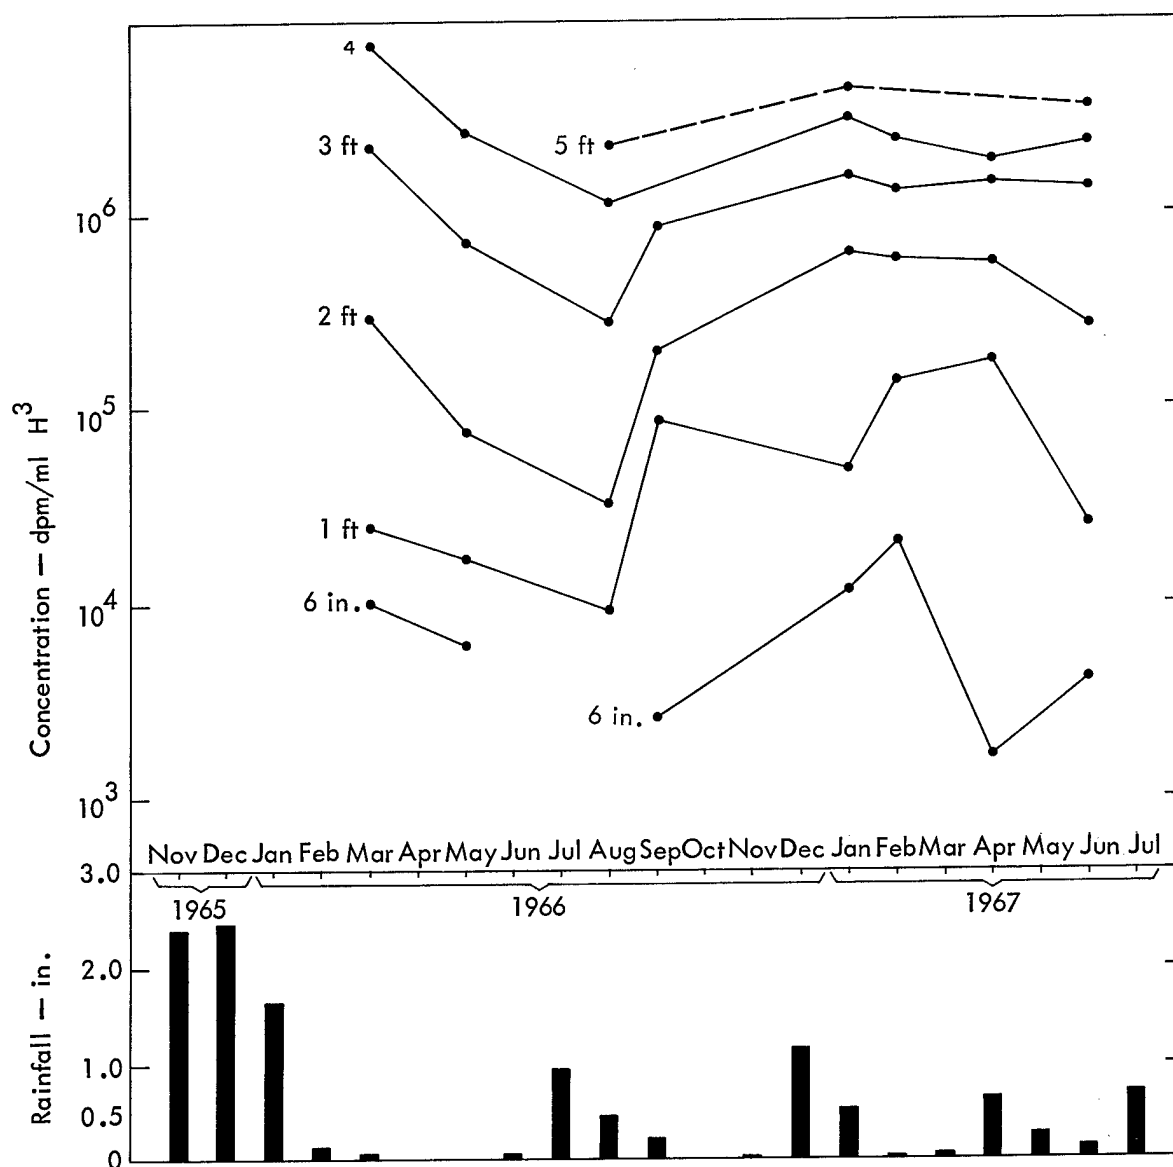 4
3 ft
5 ft
10^6
2 ft
10^5
1 ft
10^4
6 in.
6 in.
10^3
Concentration — dpm/ml H^3
Nov Dec Jan Feb Mar Apr May Jun Jul Aug Sep Oct Nov Dec Jan Feb Mar Apr May Jun Jul
1965 1966 1967
3.0
2.0
1.0
0.5
0
Rainfall — in.